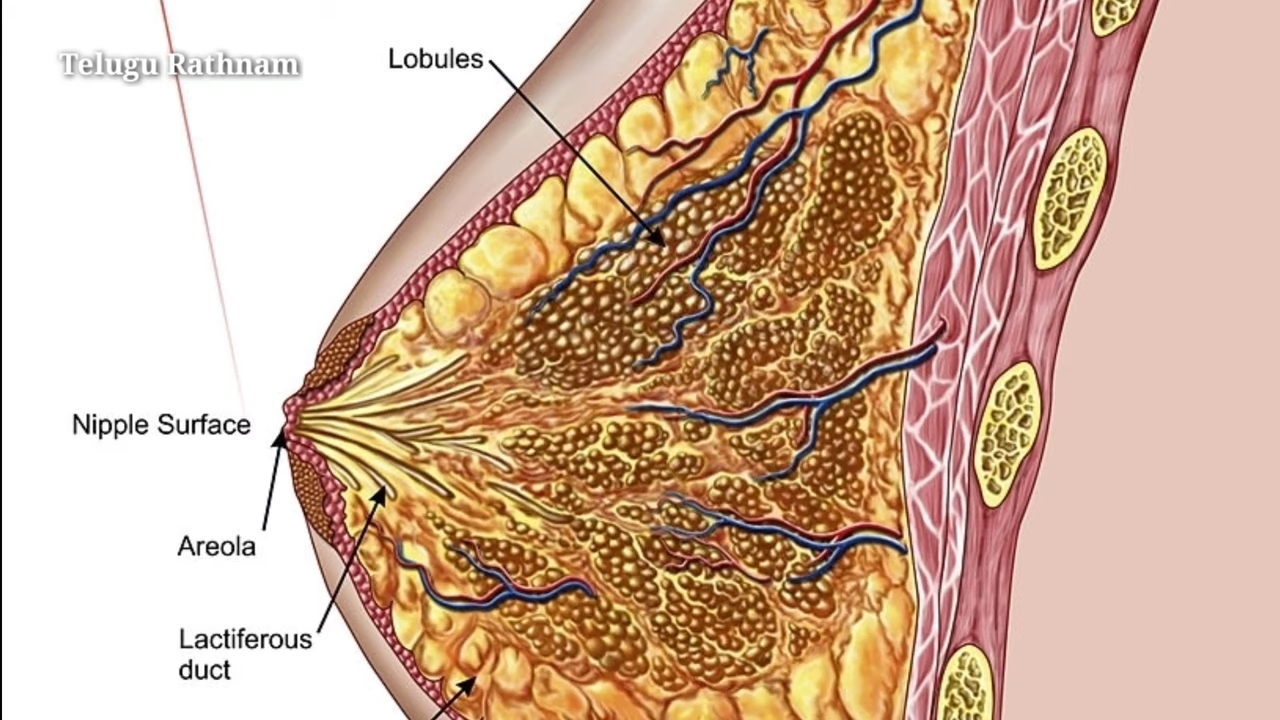 Telugu Rathnam
Lobules
Nipple Surface
Areola
Lactiferous
duct